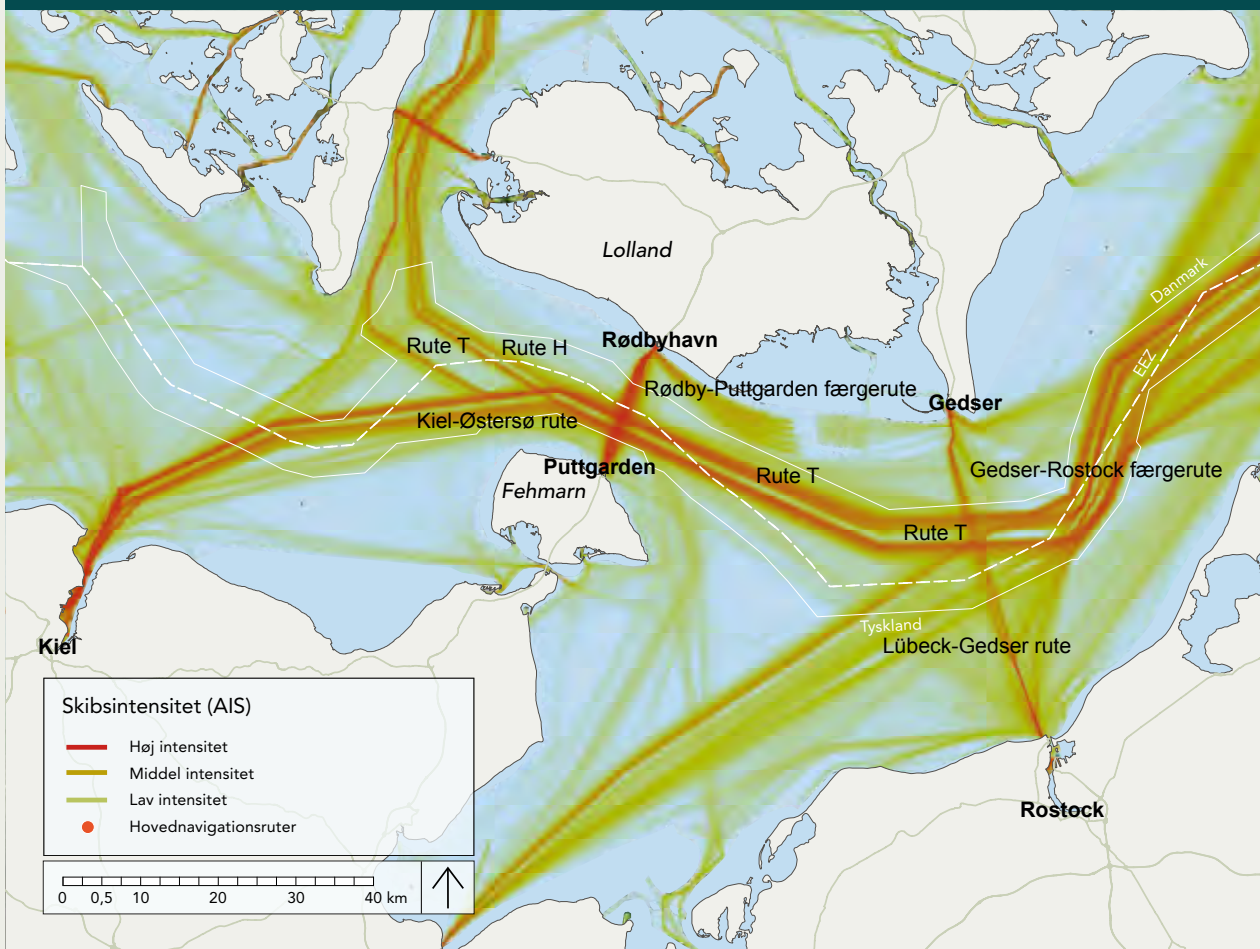 Lolland
Danmark
Rødbyhavn
Rute T
Rute H
EEZ
Rødby-Puttgarden færgerute
Gedser
Kiel-Østersø rute
Puttgarden
Fehmarn
Rute T
Gedser-Rostock færgerute
Rute T
Tyskland
Lübeck-Gedser rute
Kiel
Skibsintensitet (AIS)
Høj intensitet
Middel intensitet
Lav intensitet
Hovednavigationsruter
Rostock
0 0,5 10 20 30 40 km